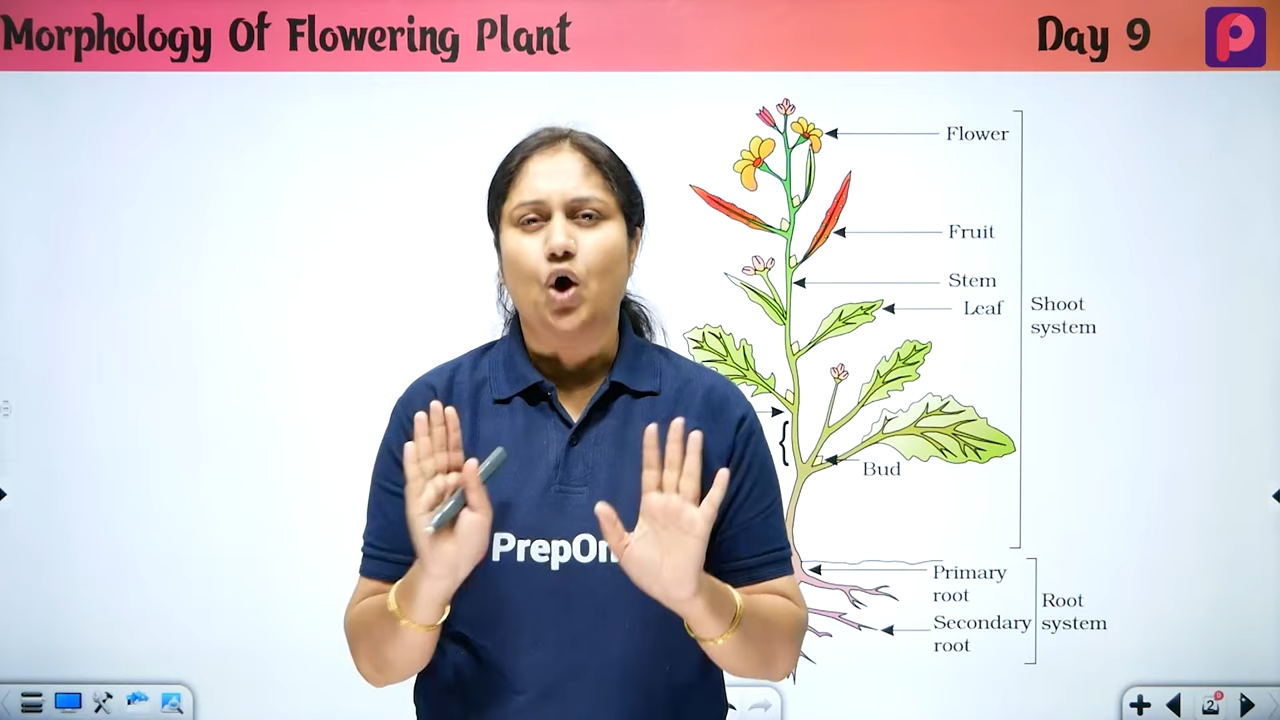 Morphology Of Flowering Plant
Day 9
Flower
Fruit
Stem
Leaf
Shoot
system
Bud
Primary
root
Root
system
Secondary
root
2